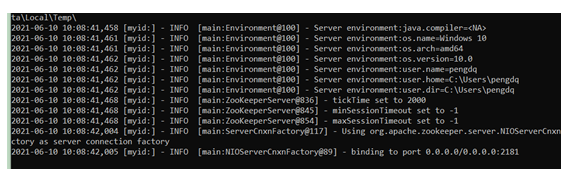 ta\Local\Temp\
2021-06-10 10:08:41,458 [myid:] - INFO  [main:Environment@100] - Server environment:java.compiler=<NA>
2021-06-10 10:08:41,461 [myid:] - INFO  [main:Environment@100] - Server environment:os.name=Windows 10
2021-06-10 10:08:41,461 [myid:] - INFO  [main:Environment@100] - Server environment:os.arch=amd64
2021-06-10 10:08:41,461 [myid:] - INFO  [main:Environment@100] - Server environment:os.version=10.0
2021-06-10 10:08:41,462 [myid:] - INFO  [main:Environment@100] - Server environment:user.name=pengdq
2021-06-10 10:08:41,462 [myid:] - INFO  [main:Environment@100] - Server environment:user.home=C:\Users\pengdq
2021-06-10 10:08:41,462 [myid:] - INFO  [main:Environment@100] - Server environment:user.dir=C:\Users\pengdq
2021-06-10 10:08:41,468 [myid:] - INFO  [main:ZooKeeperServer@836] - tickTime set to 2000
2021-06-10 10:08:41,468 [myid:] - INFO  [main:ZooKeeperServer@845] - minSessionTimeout set to -1
2021-06-10 10:08:41,468 [myid:] - INFO  [main:ZooKeeperServer@854] - maxSessionTimeout set to -1
2021-06-10 10:08:42,004 [myid:] - INFO  [main:ServerCnxnFactory@117] - Using org.apache.zookeeper.server.NIOServerCnxn
ctory as server connection factory
2021-06-10 10:08:42,005 [myid:] - INFO  [main:NIOServerCnxnFactory@89] - binding to port 0.0.0.0/0.0.0.0:2181